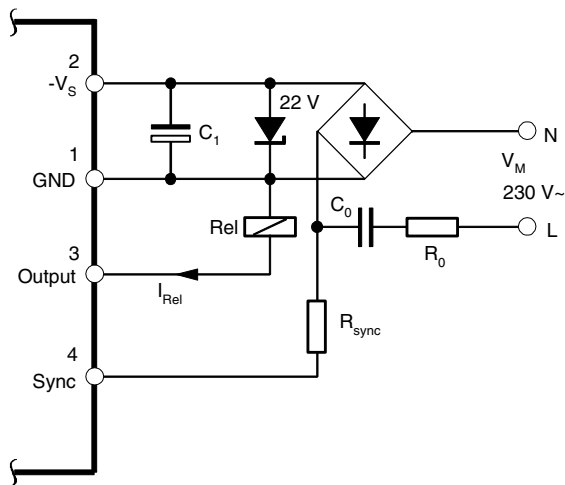 2
-VS
22 V
C1
N
1
GND
VM
230 V~
C0
Rel
L
3
Output
R0
IRel
Rsync
4
Sync